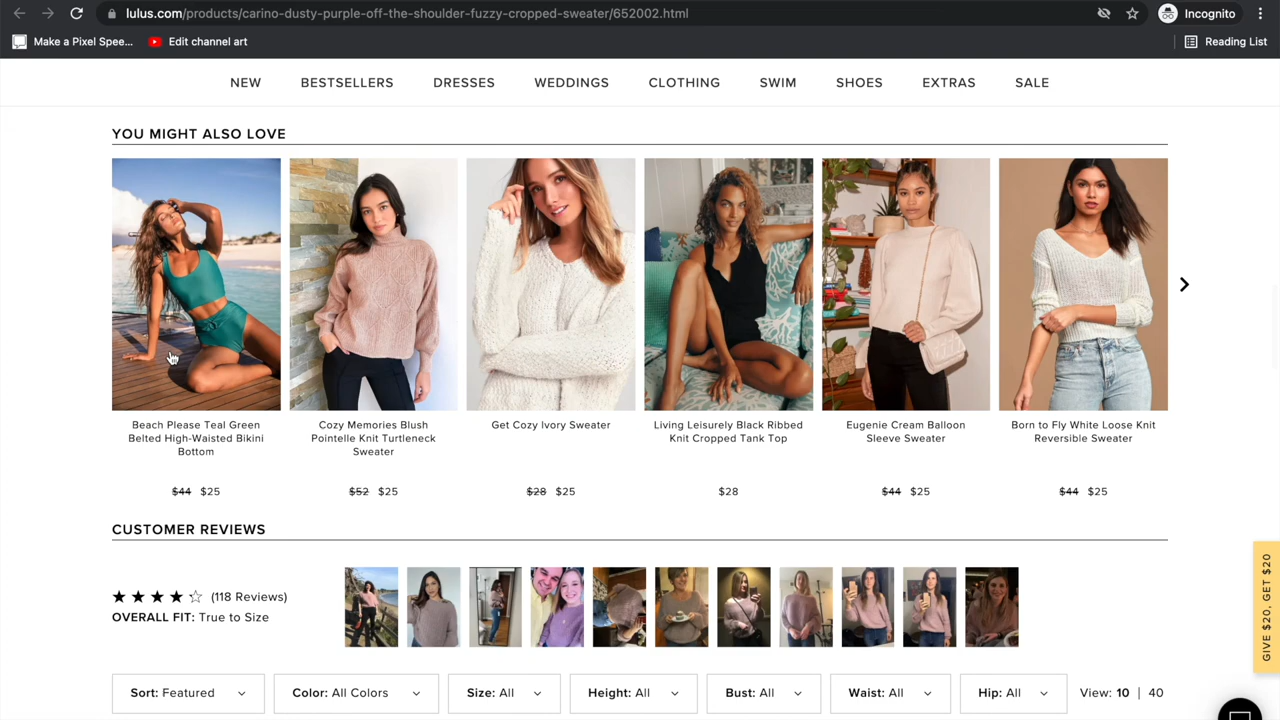 lulus.com/products/carino-dusty-purple-off-the-shoulder-fuzzy-cropped-sweater/652002.html
Incognito
Make a Pixel Spee...
Edit channel art
Reading List
NEW BESTSELLERS DRESSES WEDDINGS CLOTHING SWIM SHOES EXTRAS SALE
YOU MIGHT ALSO LOVE
Beach Please Teal Green
Belted High-Waisted Bikini
Bottom
$44 $25
Cozy Memories Blush
Pointelle Knit Turtleneck
Sweater
$52 $25
Get Cozy Ivory Sweater
$28 $25
Living Leisurely Black Ribbed
Knit Cropped Tank Top
$28
Eugenie Cream Balloon
Sleeve Sweater
$44 $25
Born to Fly White Loose Knit
Reversible Sweater
$44 $25
CUSTOMER REVIEWS
(118 Reviews)
OVERALL FIT: True to Size
Sort: Featured
Color: All Colors
Size: All
Height: All
Bust: All
Waist: All
Hip: All
View: 10 | 40
GIVE $20, GET $20